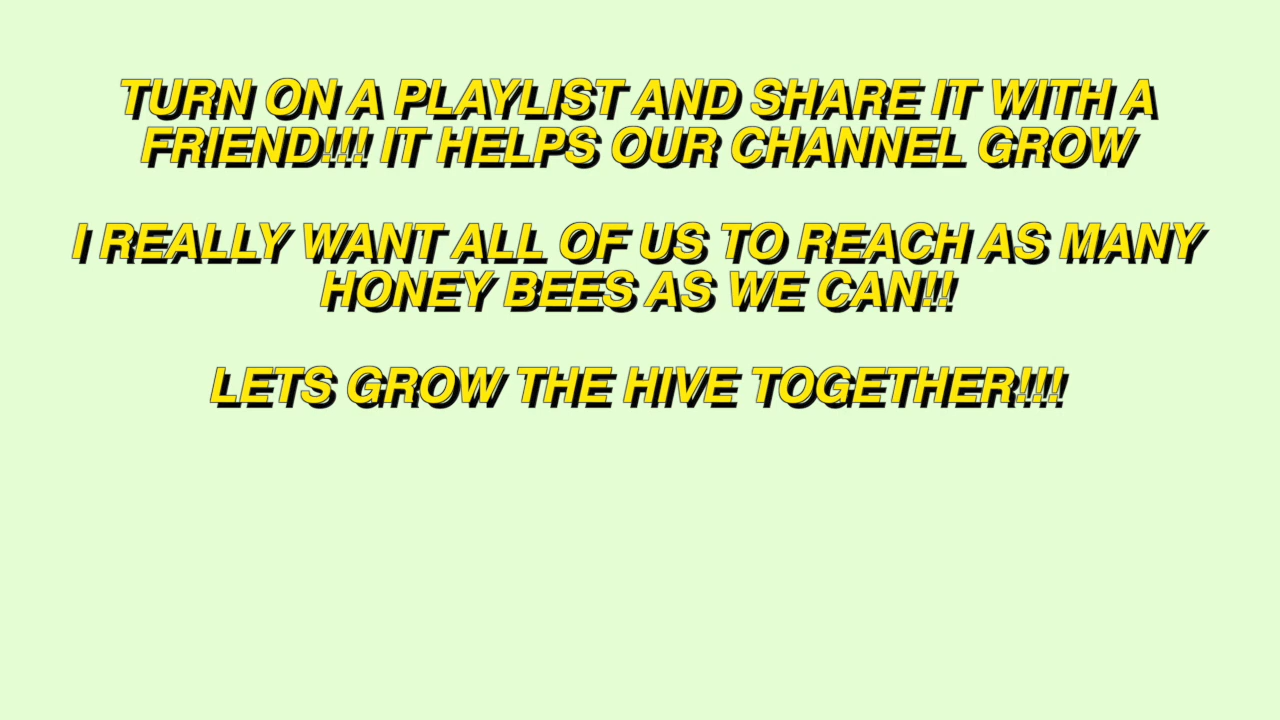 TURN ON A PLAYLIST AND SHARE IT WITH A
FRIEND!!! IT HELPS OUR CHANNEL GROW
I REALLY WANT ALL OF US TO REACH AS MANY
HONEY BEES AS WE CAN!!
LETS GROW THE HIVE TOGETHER!!!!